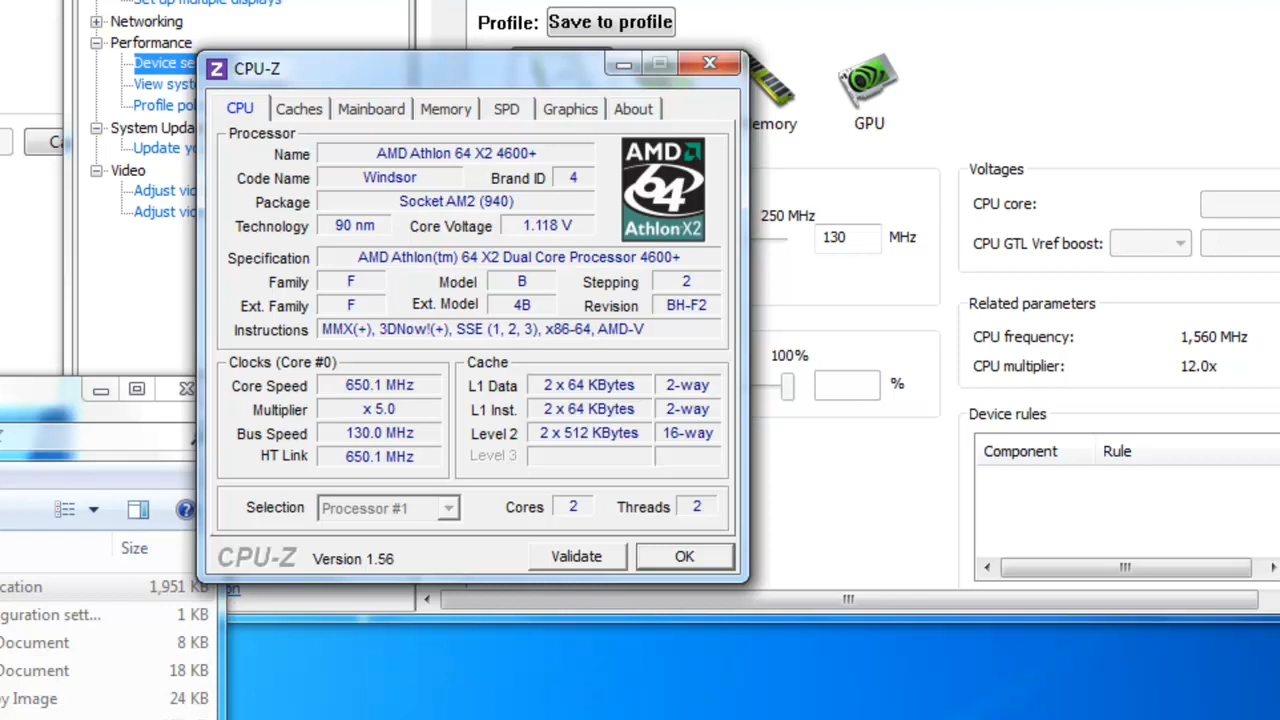 Set up multiple displays
Networking
Performance
Device se
View syst
Profile po
System Upda
Update yo
Video
Adjust vid
Adjust vid
Profile: Save to profile
emory
GPU
250 MHz
130 MHz
100%
%
Voltages
CPU core:
CPU GTL Vref boost:
Related parameters
CPU frequency: 1,560 MHz
CPU multiplier: 12.0x
Device rules
Component Rule
CPU-Z
CPU Caches Mainboard Memory SPD Graphics About
Processor
Name AMD Athlon 64 X2 4600+
Code Name Windsor Brand ID 4
Package Socket AM2 (940)
Technology 90 nm Core Voltage 1.118 V
AMD
64
Athlon X2
Specification AMD Athlon(tm) 64 X2 Dual Core Processor 4600+
Family F Model B Stepping 2
Ext. Family F Ext. Model 4B Revision BH-F2
Instructions MMX(+), 3DNow!(+), SSE (1, 2, 3), x86-64, AMD-V
Clocks (Core #0)
Core Speed 650.1 MHz
Multiplier x 5.0
Bus Speed 130.0 MHz
HT Link 650.1 MHz
Cache
L1 Data 2 x 64 KBytes 2-way
L1 Inst. 2 x 64 KBytes 2-way
Level 2 2 x 512 KBytes 16-way
Level 3
Selection Processor #1 Cores 2 Threads 2
CPU-Z Version 1.56 Validate OK
Size
cation 1,951 KB
guration sett... 1 KB
Document 8 KB
Document 18 KB
by Image 24 KB